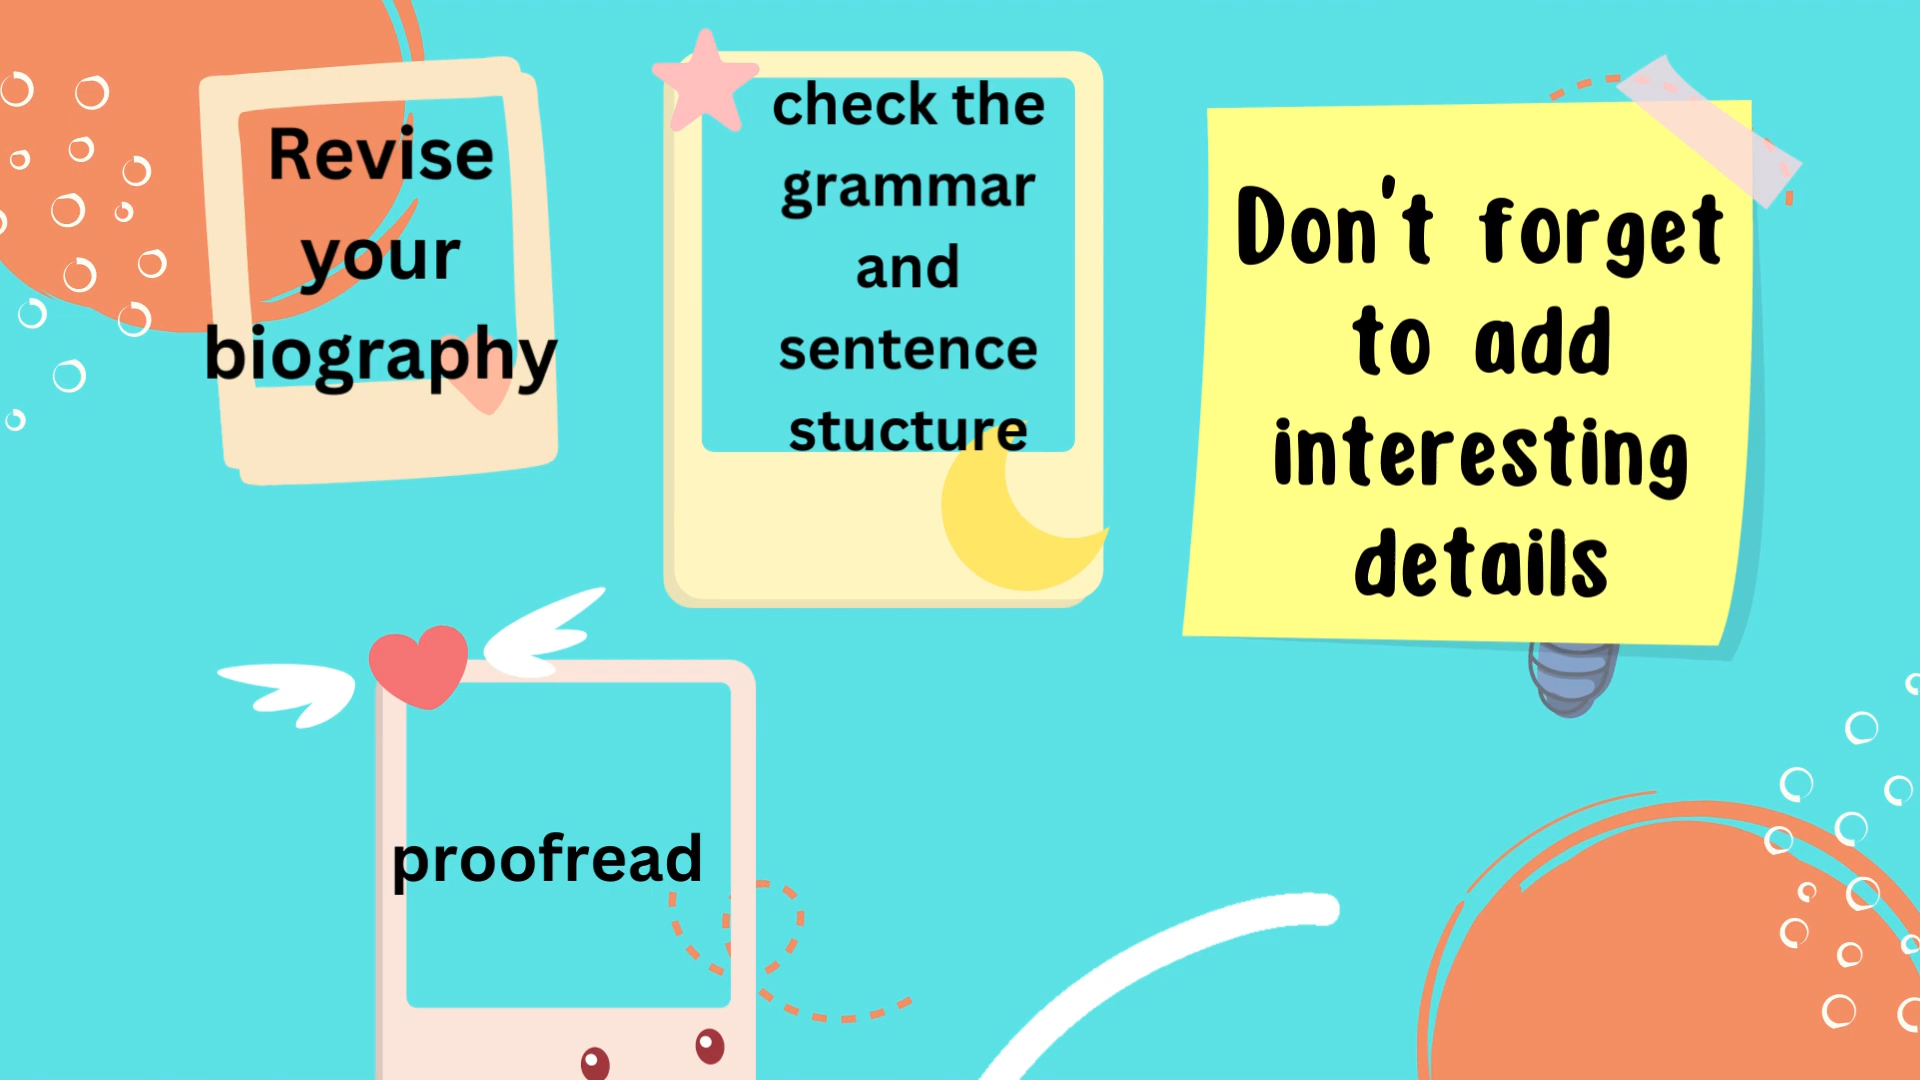 Revise
your
biography
check the
grammar
and
sentence
stucture
Don't forget
to add
interesting
details
proofread